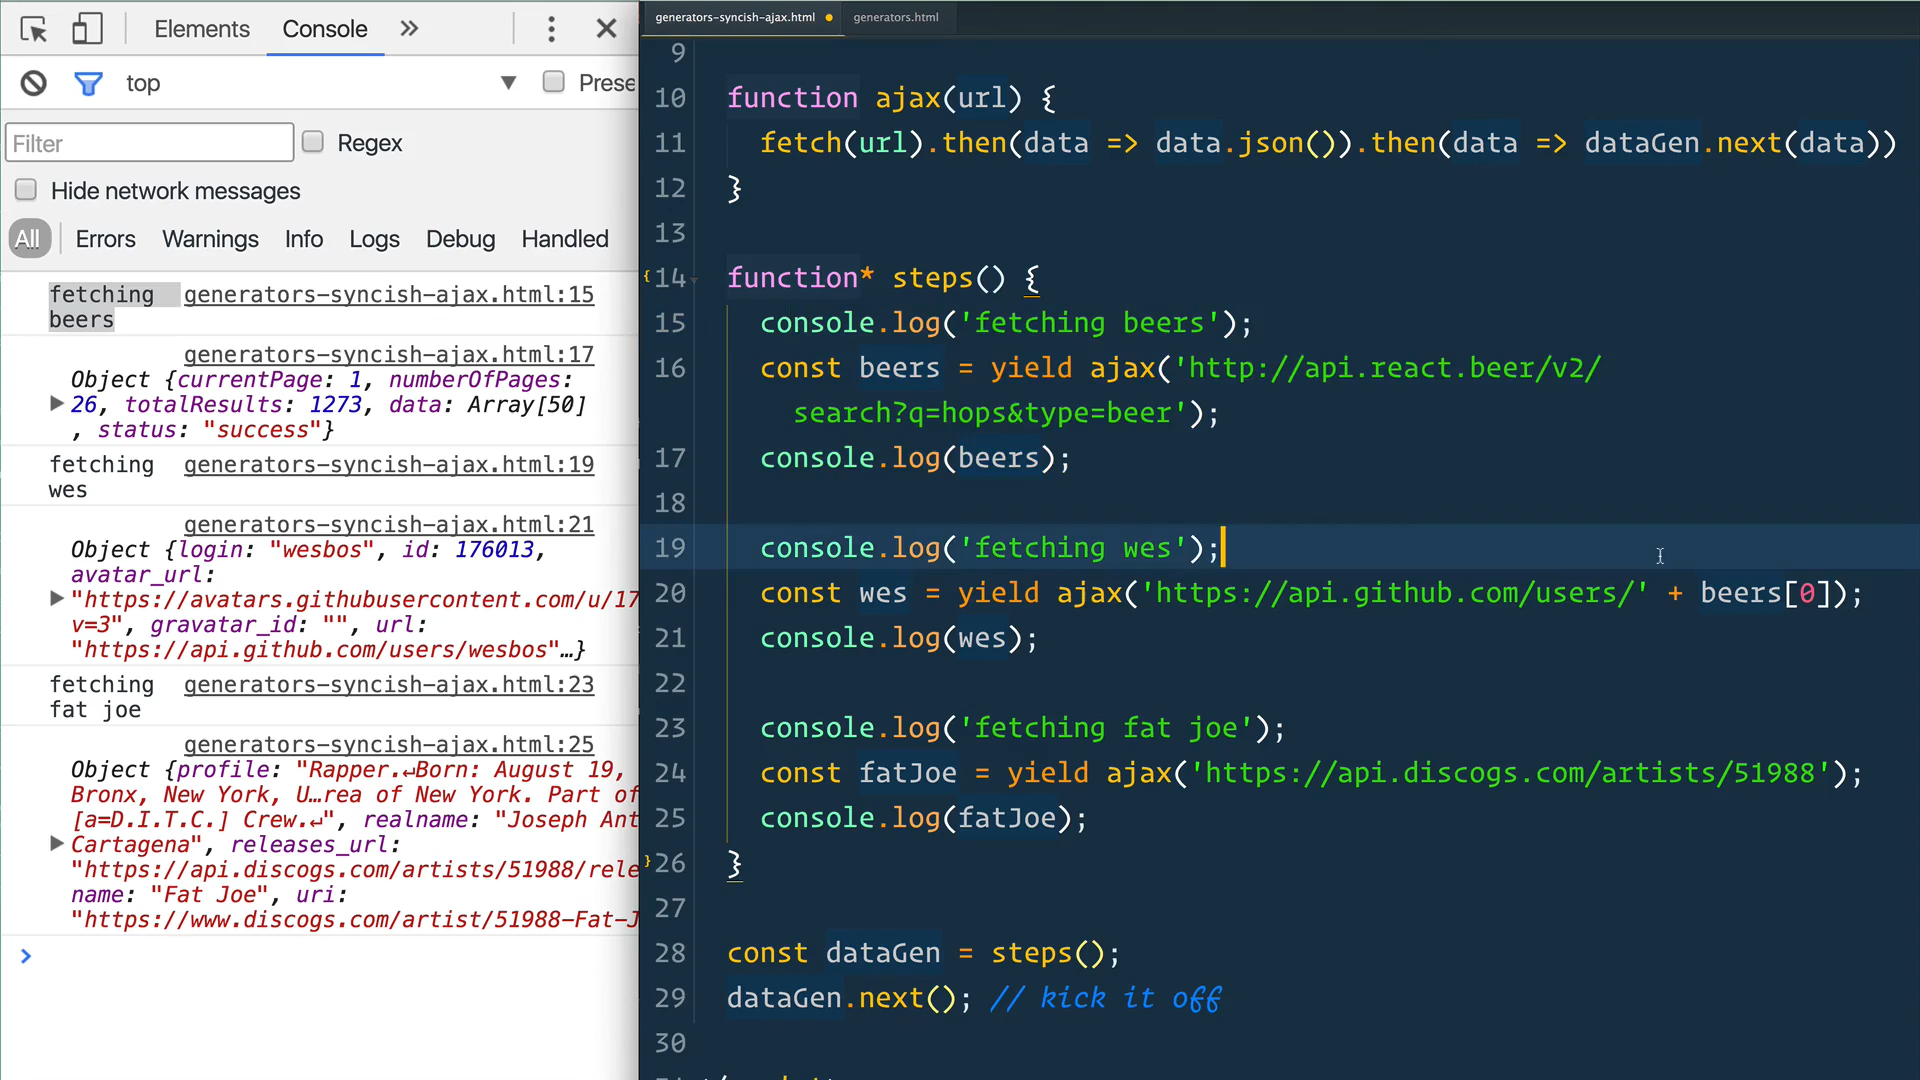 Elements Console »
top Prese
Filter Regex
Hide network messages
All Errors Warnings Info Logs Debug Handled
fetching generators-syncish-ajax.html:15
beers
generators-syncish-ajax.html:17
Object {currentPage: 1, numberOfPages:
26, totalResults: 1273, data: Array[50]
, status: "success"}
fetching generators-syncish-ajax.html:19
wes
generators-syncish-ajax.html:21
Object {login: "wesbos", id: 176013,
avatar_url:
"https://avatars.githubusercontent.com/u/17
v=3", gravatar_id: "", url:
"https://api.github.com/users/wesbos"…}
fetching generators-syncish-ajax.html:23
fat joe
generators-syncish-ajax.html:25
Object {profile: "Rapper.↵Born: August 19,
Bronx, New York, U…rea of New York. Part of
[a=D.I.T.C.] Crew.↵", realname: "Joseph Ant
Cartagena", releases_url:
"https://api.discogs.com/artists/51988/rele
name: "Fat Joe", uri:
"https://www.discogs.com/artist/51988-Fat-J
generators-syncish-ajax.html generators.html
9
10 function ajax(url) {
11 fetch(url).then(data => data.json()).then(data => dataGen.next(data))
12 }
13
14 function* steps() {
15 console.log('fetching beers');
16 const beers = yield ajax('http://api.react.beer/v2/
search?q=hops&type=beer');
17 console.log(beers);
18
19 console.log('fetching wes');
20 const wes = yield ajax('https://api.github.com/users/' + beers[0]);
21 console.log(wes);
22
23 console.log('fetching fat joe');
24 const fatJoe = yield ajax('https://api.discogs.com/artists/51988');
25 console.log(fatJoe);
26 }
27
28 const dataGen = steps();
29 dataGen.next(); // kick it off
30